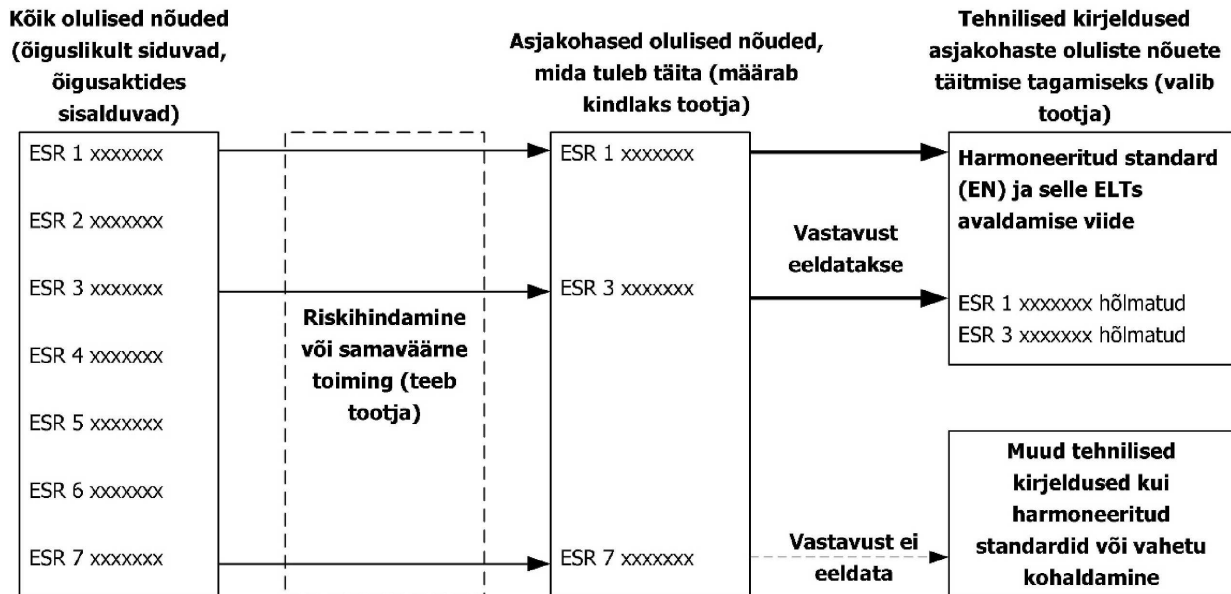 Kõik olulised nõuded
(õiguslikult siduvad,
õigusaktides
sisalduvad)
Asjakohased olulised nõuded,
mida tuleb täita (määrab
kindlaks tootja)
Tehnilised kirjeldused
asjakohaste oluliste nõuete
täitmise tagamiseks (valib
tootja)
ESR 1 xxxxxxx
ESR 2 xxxxxxx
ESR 3 xxxxxxx
ESR 4 xxxxxxx
ESR 5 xxxxxxx
ESR 6 xxxxxxx
ESR 7 xxxxxxx
Riskihindamine
või samaväärne
toiming (teeb
tootja)
ESR 1 xxxxxxx
ESR 3 xxxxxxx
ESR 7 xxxxxxx
Vastavust
eeldatakse
Vastavust ei
eeldata
Harmoneeritud standard
(EN) ja selle ELTs
avaldamise viide
ESR 1 xxxxxxx hõlmatud
ESR 3 xxxxxxx hõlmatud
Muud tehnilised
kirjeldused kui
harmoneeritud
standardid või vahetu
kohaldamine